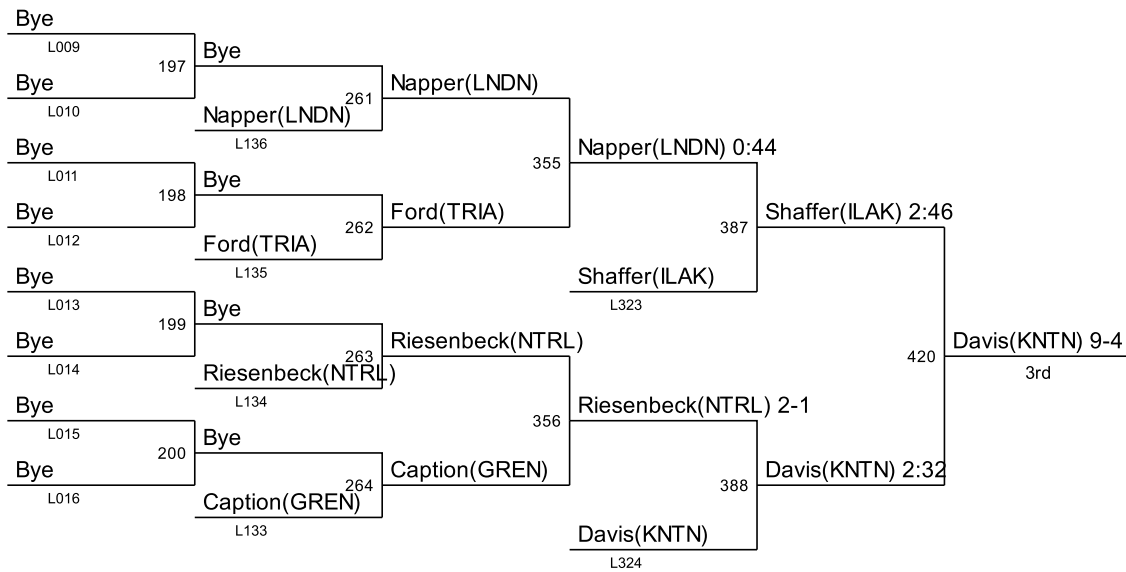 Bye
L009
197
Bye
Bye
L010
261
Napper(LNDN)
Napper(LNDN)
L136
Bye
L011
355
Napper(LNDN) 0:44
198
Bye
Bye
L012
262
Ford(TRIA)
Ford(TRIA)
L135
387
Shaffer(ILAK) 2:46
Shaffer(ILAK)
L323
Bye
L013
199
Bye
Bye
L014
263
Riesenbeck(NTRL)
Riesenbeck(NTRL)
L134
420
Davis(KNTN) 9-4
3rd
Bye
L015
356
Riesenbeck(NTRL) 2-1
200
Bye
Bye
L016
264
Caption(GREN)
Caption(GREN)
L133
388
Davis(KNTN) 2:32
Davis(KNTN)
L324